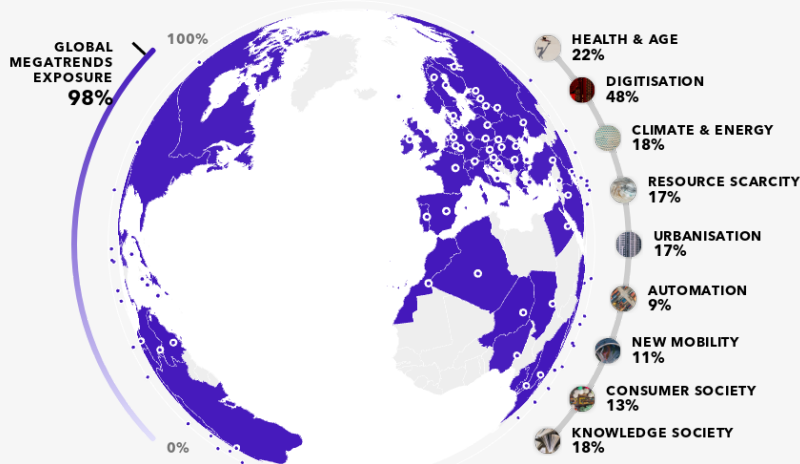 GLOBAL
MEGATRENDS
EXPOSURE
98%
100%
0%
HEALTH & AGE
22%
DIGITISATION
48%
CLIMATE & ENERGY
18%
RESOURCE SCARCITY
17%
URBANISATION
17%
AUTOMATION
9%
NEW MOBILITY
11%
CONSUMER SOCIETY
13%
KNOWLEDGE SOCIETY
18%